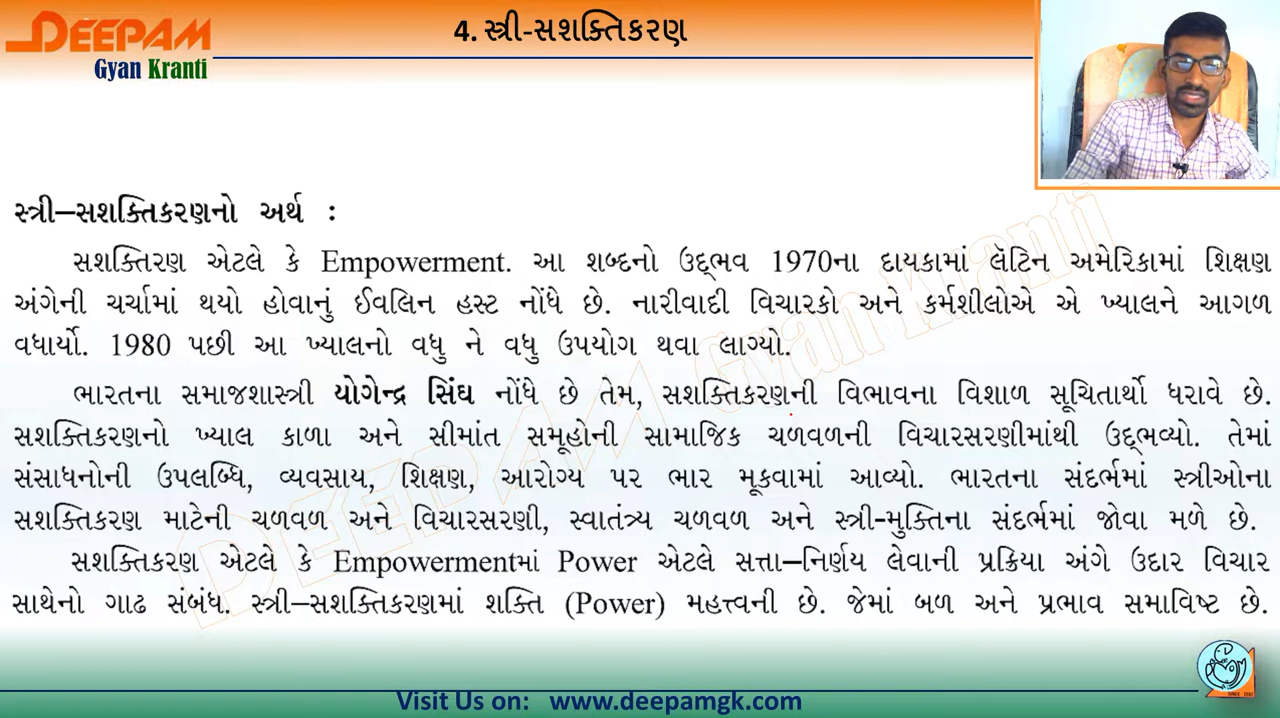 DEEPAM
Gyan Kranti
4. સ્ત્રી-સશક્તિકરણ
સ્ત્રી–સશક્તિકરણનો અર્થ :
સશક્તિરણ એટલે કે Empowerment. આ શબ્દનો ઉદ્ભવ 1970ના દાયકામાં લૅટિન અમેરિકામાં શિક્ષણ
અંગેની ચર્ચામાં થયો હોવાનું ઈવલિન હસ્ટ નોંધે છે. નારીવાદી વિચારકો અને કર્મશીલોએ એ ખ્યાલને આગળ
વધાર્યો. 1980 પછી આ ખ્યાલનો વધુ ને વધુ ઉપયોગ થવા લાગ્યો.
ભારતના સમાજશાસ્ત્રી યોગેન્દ્ર સિંઘ નોંધે છે તેમ, સશક્તિકરણની વિભાવના વિશાળ સૂચિતાર્થો ધરાવે છે.
સશક્તિકરણનો ખ્યાલ કાળા અને સીમાંત સમૂહોની સામાજિક ચળવળની વિચારસરણીમાંથી ઉદ્ભવ્યો. તેમાં
સંસાધનોની ઉપલબ્ધિ, વ્યવસાય, શિક્ષણ, આરોગ્ય પર ભાર મૂકવામાં આવ્યો. ભારતના સંદર્ભમાં સ્ત્રીઓના
સશક્તિકરણ માટેની ચળવળ અને વિચારસરણી, સ્વાતંત્ર્ય ચળવળ અને સ્ત્રી-મુક્તિના સંદર્ભમાં જોવા મળે છે.
સશક્તિકરણ એટલે કે Empowermentમાં Power એટલે સત્તા–નિર્ણય લેવાની પ્રક્રિયા અંગે ઉદાર વિચાર
સાથેનો ગાઢ સંબંધ. સ્ત્રી–સશક્તિકરણમાં શક્તિ (Power) મહત્ત્વની છે. જેમાં બળ અને પ્રભાવ સમાવિષ્ટ છે.
DEEPAM Gyan Kranti
Visit Us on: www.deepamgk.com